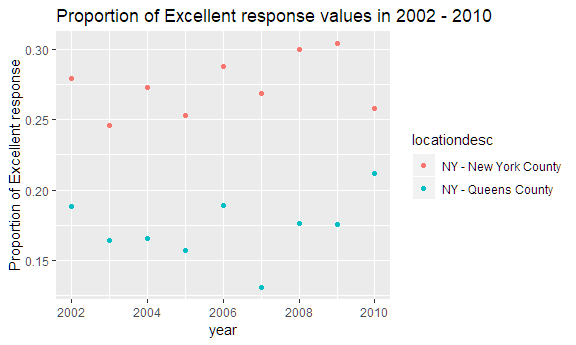 Proportion of Excellent response values in 2002 - 2010
Proportion of Excellent response
0.30
0.25
0.20
0.15
2002
2004
2006
2008
2010
year
locationdesc
NY - New York County
NY - Queens County